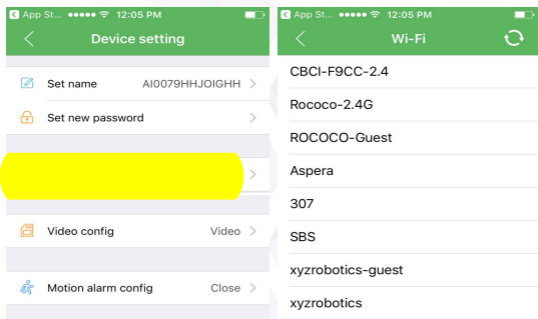 App St... 12:05 PM
Device setting
Set name AI0079HHJOIGHH
Set new password
Video config Video
Motion alarm config Close
App St... 12:05 PM
Wi-Fi
CBCI-F9CC-2.4
Rococo-2.4G
ROCOCO-Guest
Aspera
307
SBS
xyzrobotics-guest
xyzrobotics